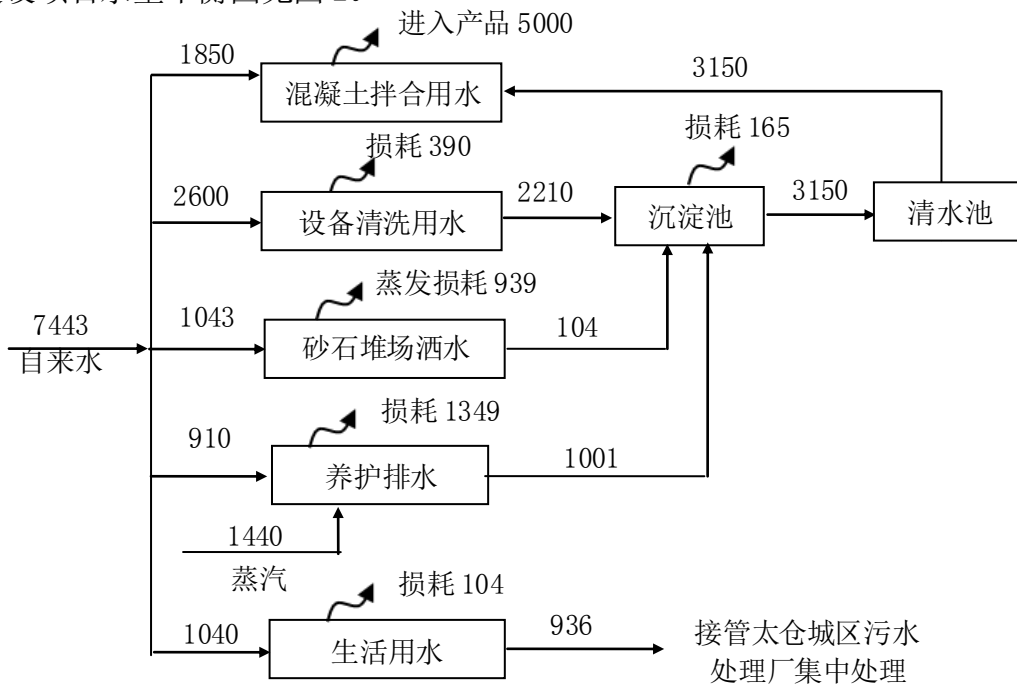 进入产品 5000
1850
混凝土拌合用水
3150
损耗 390
损耗 165
2600
设备清洗用水
2210
沉淀池
3150
清水池
蒸发损耗 939
7443
自来水
1043
砂石堆场洒水
104
损耗 1349
910
养护排水
1001
1440
蒸汽
损耗 104
1040
生活用水
936
接管太仓城区污水
处理厂集中处理